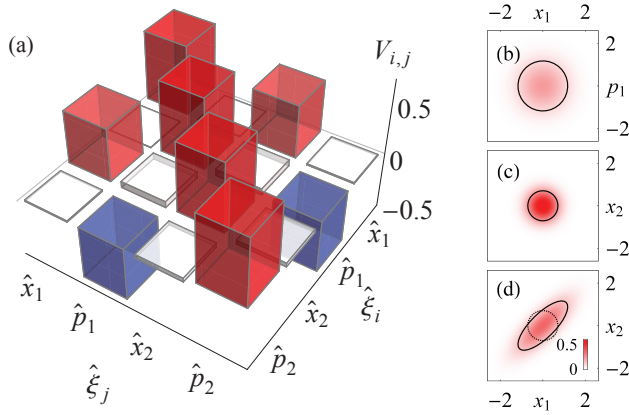 (a)
V_{i,j}
0.5
0
−0.5
x̂₁
p̂₁
x̂₂
p̂₂
ξ̂_i
x̂₁
p̂₁
x̂₂
p̂₂
ξ̂_j
−2 x₁ 2
(b)
2
p₁
−2
(c)
2
x₂
−2
(d)
2
x₂
−2
0.5
0
−2 x₁ 2